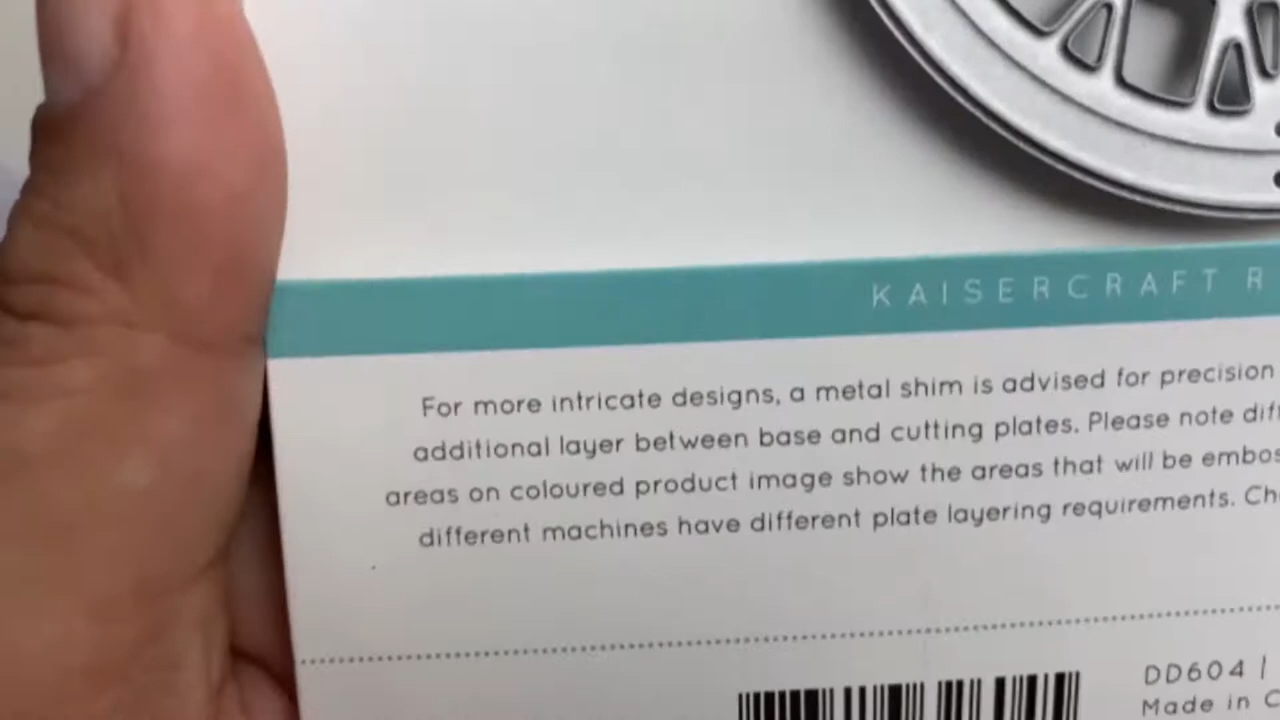 KAISERCRAFT R
For more intricate designs, a metal shim is advised for precision
additional layer between base and cutting plates. Please note
areas on coloured product image show the areas that will be
different machines have different plate layering requirements.
DD604 |
Made in